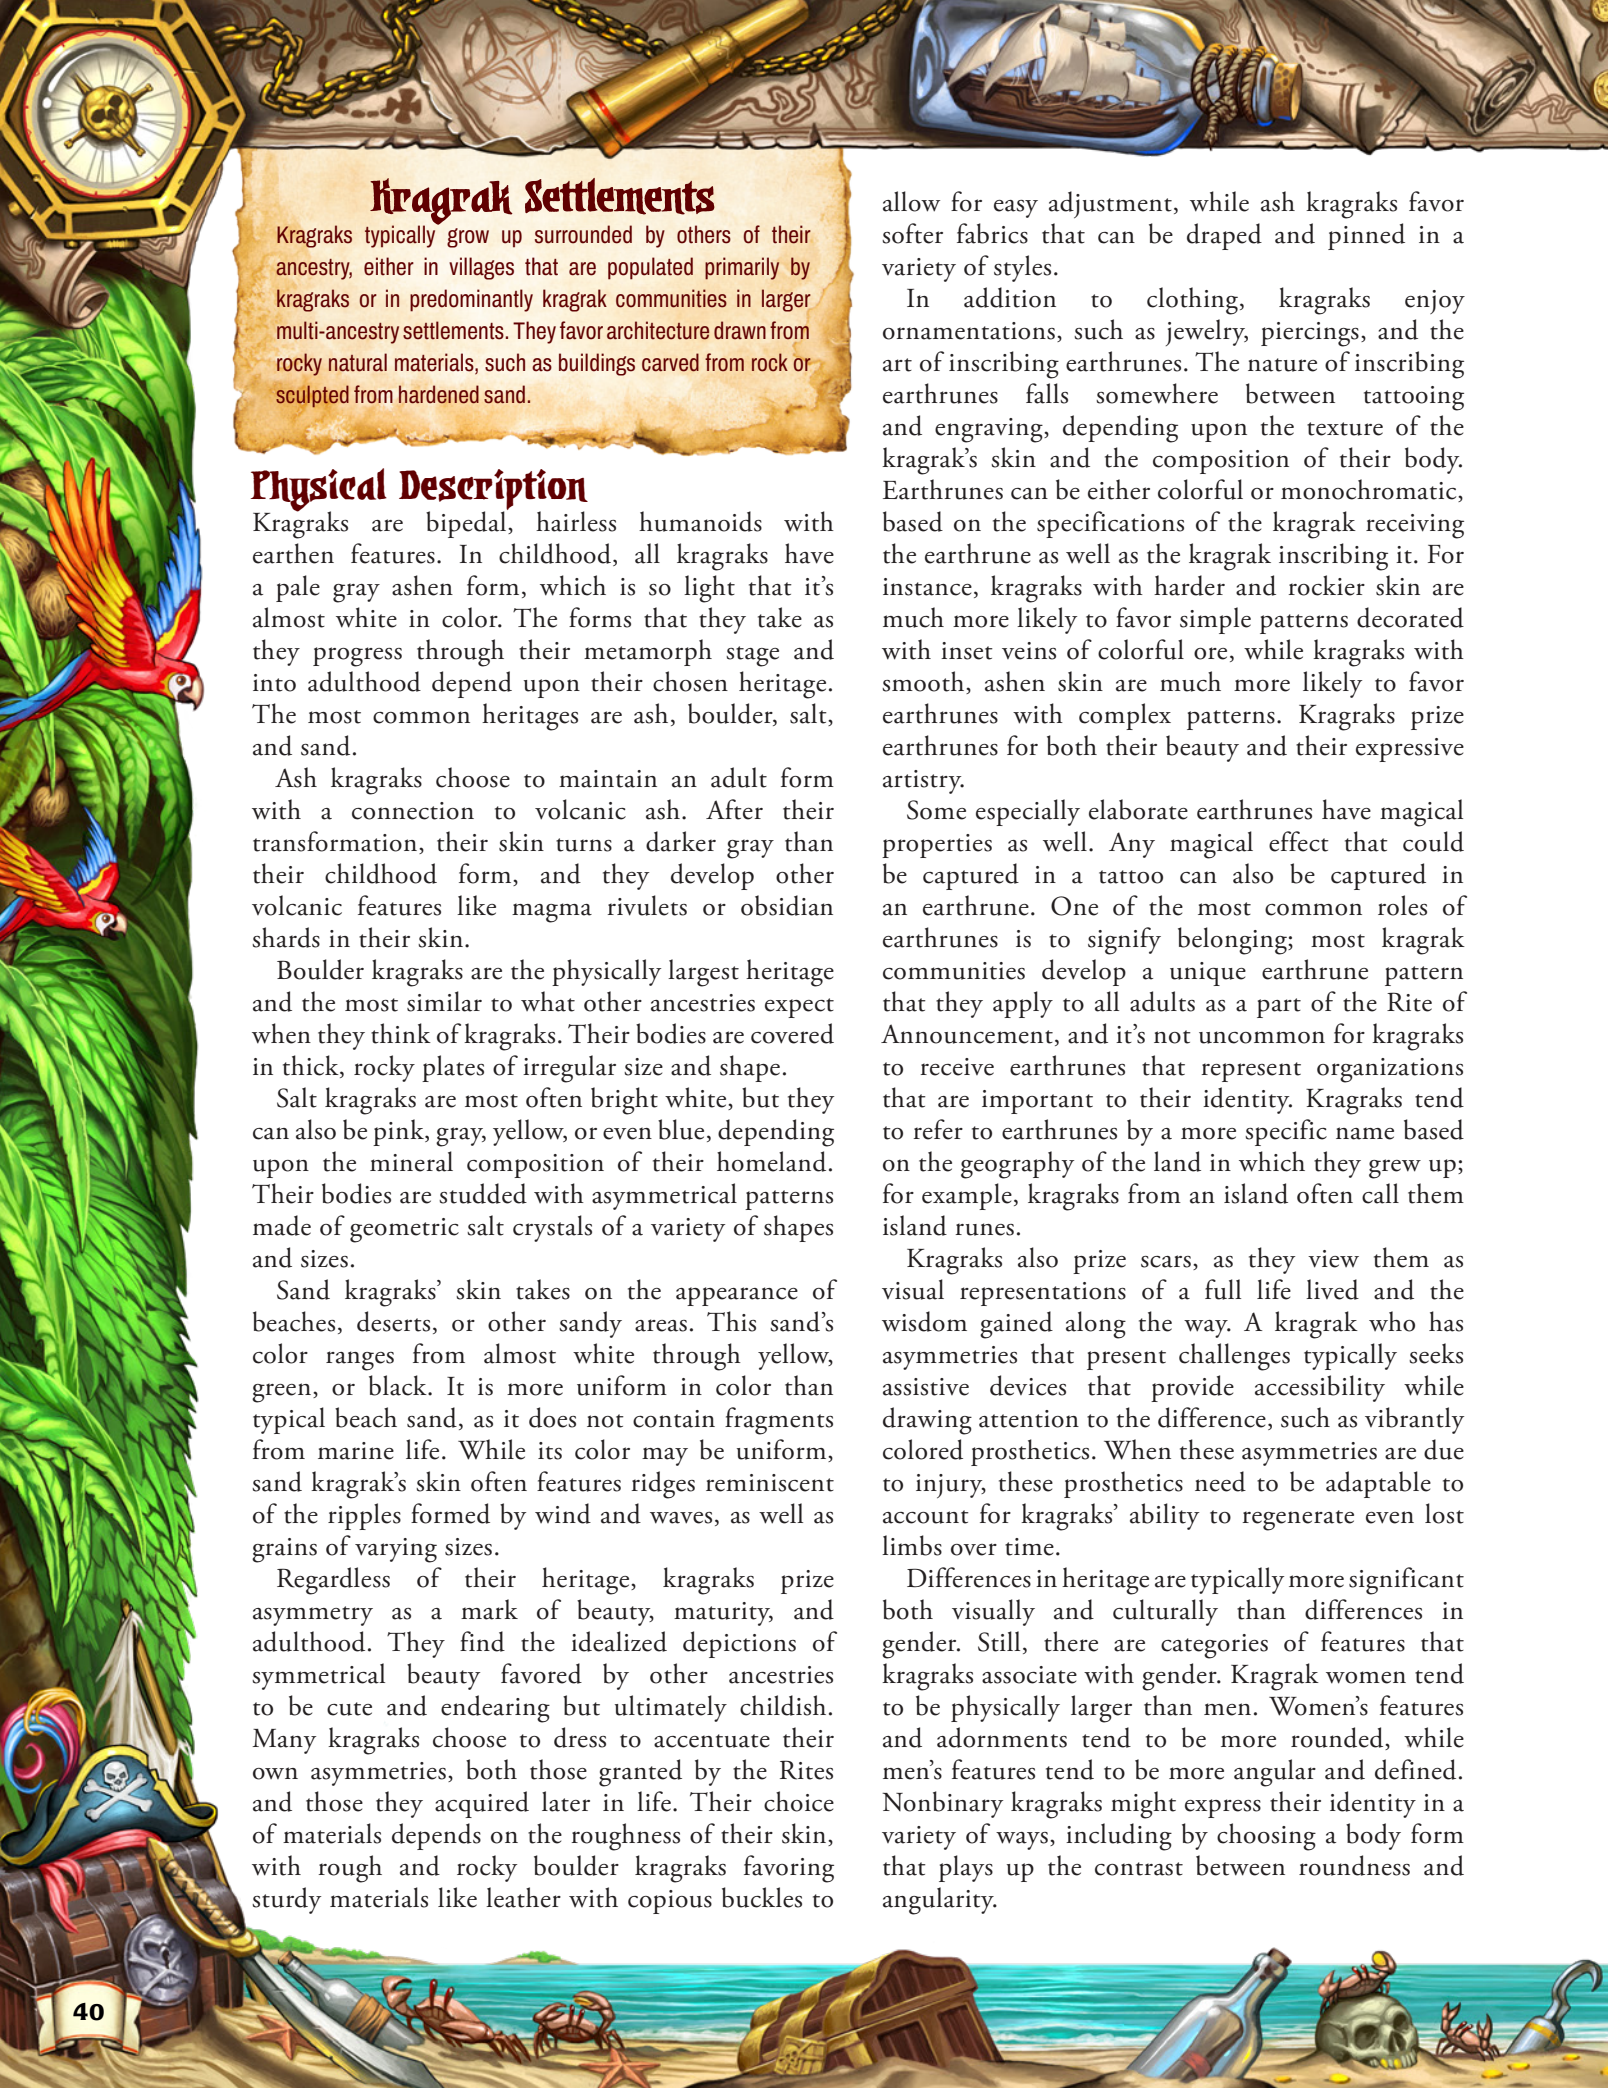 Kragrak Settlements
Kragraks typically grow up surrounded by others of their
ancestry, either in villages that are populated primarily by
kragraks or in predominantly kragrak communities in larger
multi-ancestry settlements. They favor architecture drawn from
rocky natural materials, such as buildings carved from rock or
sculpted from hardened sand.
Physical Description
Kragraks are bipedal, hairless humanoids with
earthen features. In childhood, all kragraks have
a pale gray ashen form, which is so light that it's
almost white in color. The forms that they take as
they progress through their metamorph stage and
into adulthood depend upon their chosen heritage.
The most common heritages are ash, boulder, salt,
and sand.
Ash kragraks choose to maintain an adult form
with a connection to volcanic ash. After their
transformation, their skin turns a darker gray than
their childhood form, and they develop other
volcanic features like magma rivulets or obsidian
shards in their skin.
Boulder kragraks are the physically largest heritage
and the most similar to what other ancestries expect
when they think of kragraks. Their bodies are covered
in thick, rocky plates of irregular size and shape.
Salt kragraks are most often bright white, but they
can also be pink, gray, yellow, or even blue, depending
upon the mineral composition of their homeland.
Their bodies are studded with asymmetrical patterns
made of geometric salt crystals of a variety of shapes
and sizes.
Sand kragraks' skin takes on the appearance of
beaches, deserts, or other sandy areas. This sand's
color ranges from almost white through yellow,
green, or black. It is more uniform in color than
typical beach sand, as it does not contain fragments
from marine life. While its color may be uniform,
sand kragrak's skin often features ridges reminiscent
of the ripples formed by wind and waves, as well as
grains of varying sizes.
Regardless of their heritage, kragraks prize
asymmetry as a mark of beauty, maturity, and
adulthood. They find the idealized depictions of
symmetrical beauty favored by other ancestries
to be cute and endearing but ultimately childish.
Many kragraks choose to dress to accentuate their
own asymmetries, both those granted by the Rites
and those they acquired later in life. Their choice
of materials depends on the roughness of their skin,
with rough and rocky boulder kragraks favoring
sturdy materials like leather with copious buckles to
allow for easy adjustment, while ash kragraks favor
softer fabrics that can be draped and pinned in a
variety of styles.
In addition to clothing, kragraks enjoy
ornamentations, such as jewelry, piercings, and the
art of inscribing earthrunes. The nature of inscribing
earthrunes falls somewhere between tattooing
and engraving, depending upon the texture of the
kragrak's skin and the composition of their body.
Earthrunes can be either colorful or monochromatic,
based on the specifications of the kragrak receiving
the earthrune as well as the kragrak inscribing it. For
instance, kragraks with harder and rockier skin are
much more likely to favor simple patterns decorated
with inset veins of colorful ore, while kragraks with
smooth, ashen skin are much more likely to favor
earthrunes with complex patterns. Kragraks prize
earthrunes for both their beauty and their expressive
artistry.
Some especially elaborate earthrunes have magical
properties as well. Any magical effect that could
be captured in a tattoo can also be captured in
an earthrune. One of the most common roles of
earthrunes is to signify belonging; most kragrak
communities develop a unique earthrune pattern
that they apply to all adults as a part of the Rite of
Announcement, and it's not uncommon for kragraks
to receive earthrunes that represent organizations
that are important to their identity. Kragraks tend
to refer to earthrunes by a more specific name based
on the geography of the land in which they grew up;
for example, kragraks from an island often call them
island runes.
Kragraks also prize scars, as they view them as
visual representations of a full life lived and the
wisdom gained along the way. A kragrak who has
asymmetries that present challenges typically seeks
assistive devices that provide accessibility while
drawing attention to the difference, such as vibrantly
colored prosthetics. When these asymmetries are due
to injury, these prosthetics need to be adaptable to
account for kragraks' ability to regenerate even lost
limbs over time.
Differences in heritage are typically more significant
both visually and culturally than differences in
gender. Still, there are categories of features that
kragraks associate with gender. Kragrak women tend
to be physically larger than men. Women's features
and adornments tend to be more rounded, while
men's features tend to be more angular and defined.
Nonbinary kragraks might express their identity in a
variety of ways, including by choosing a body form
that plays up the contrast between roundness and
angularity.
40